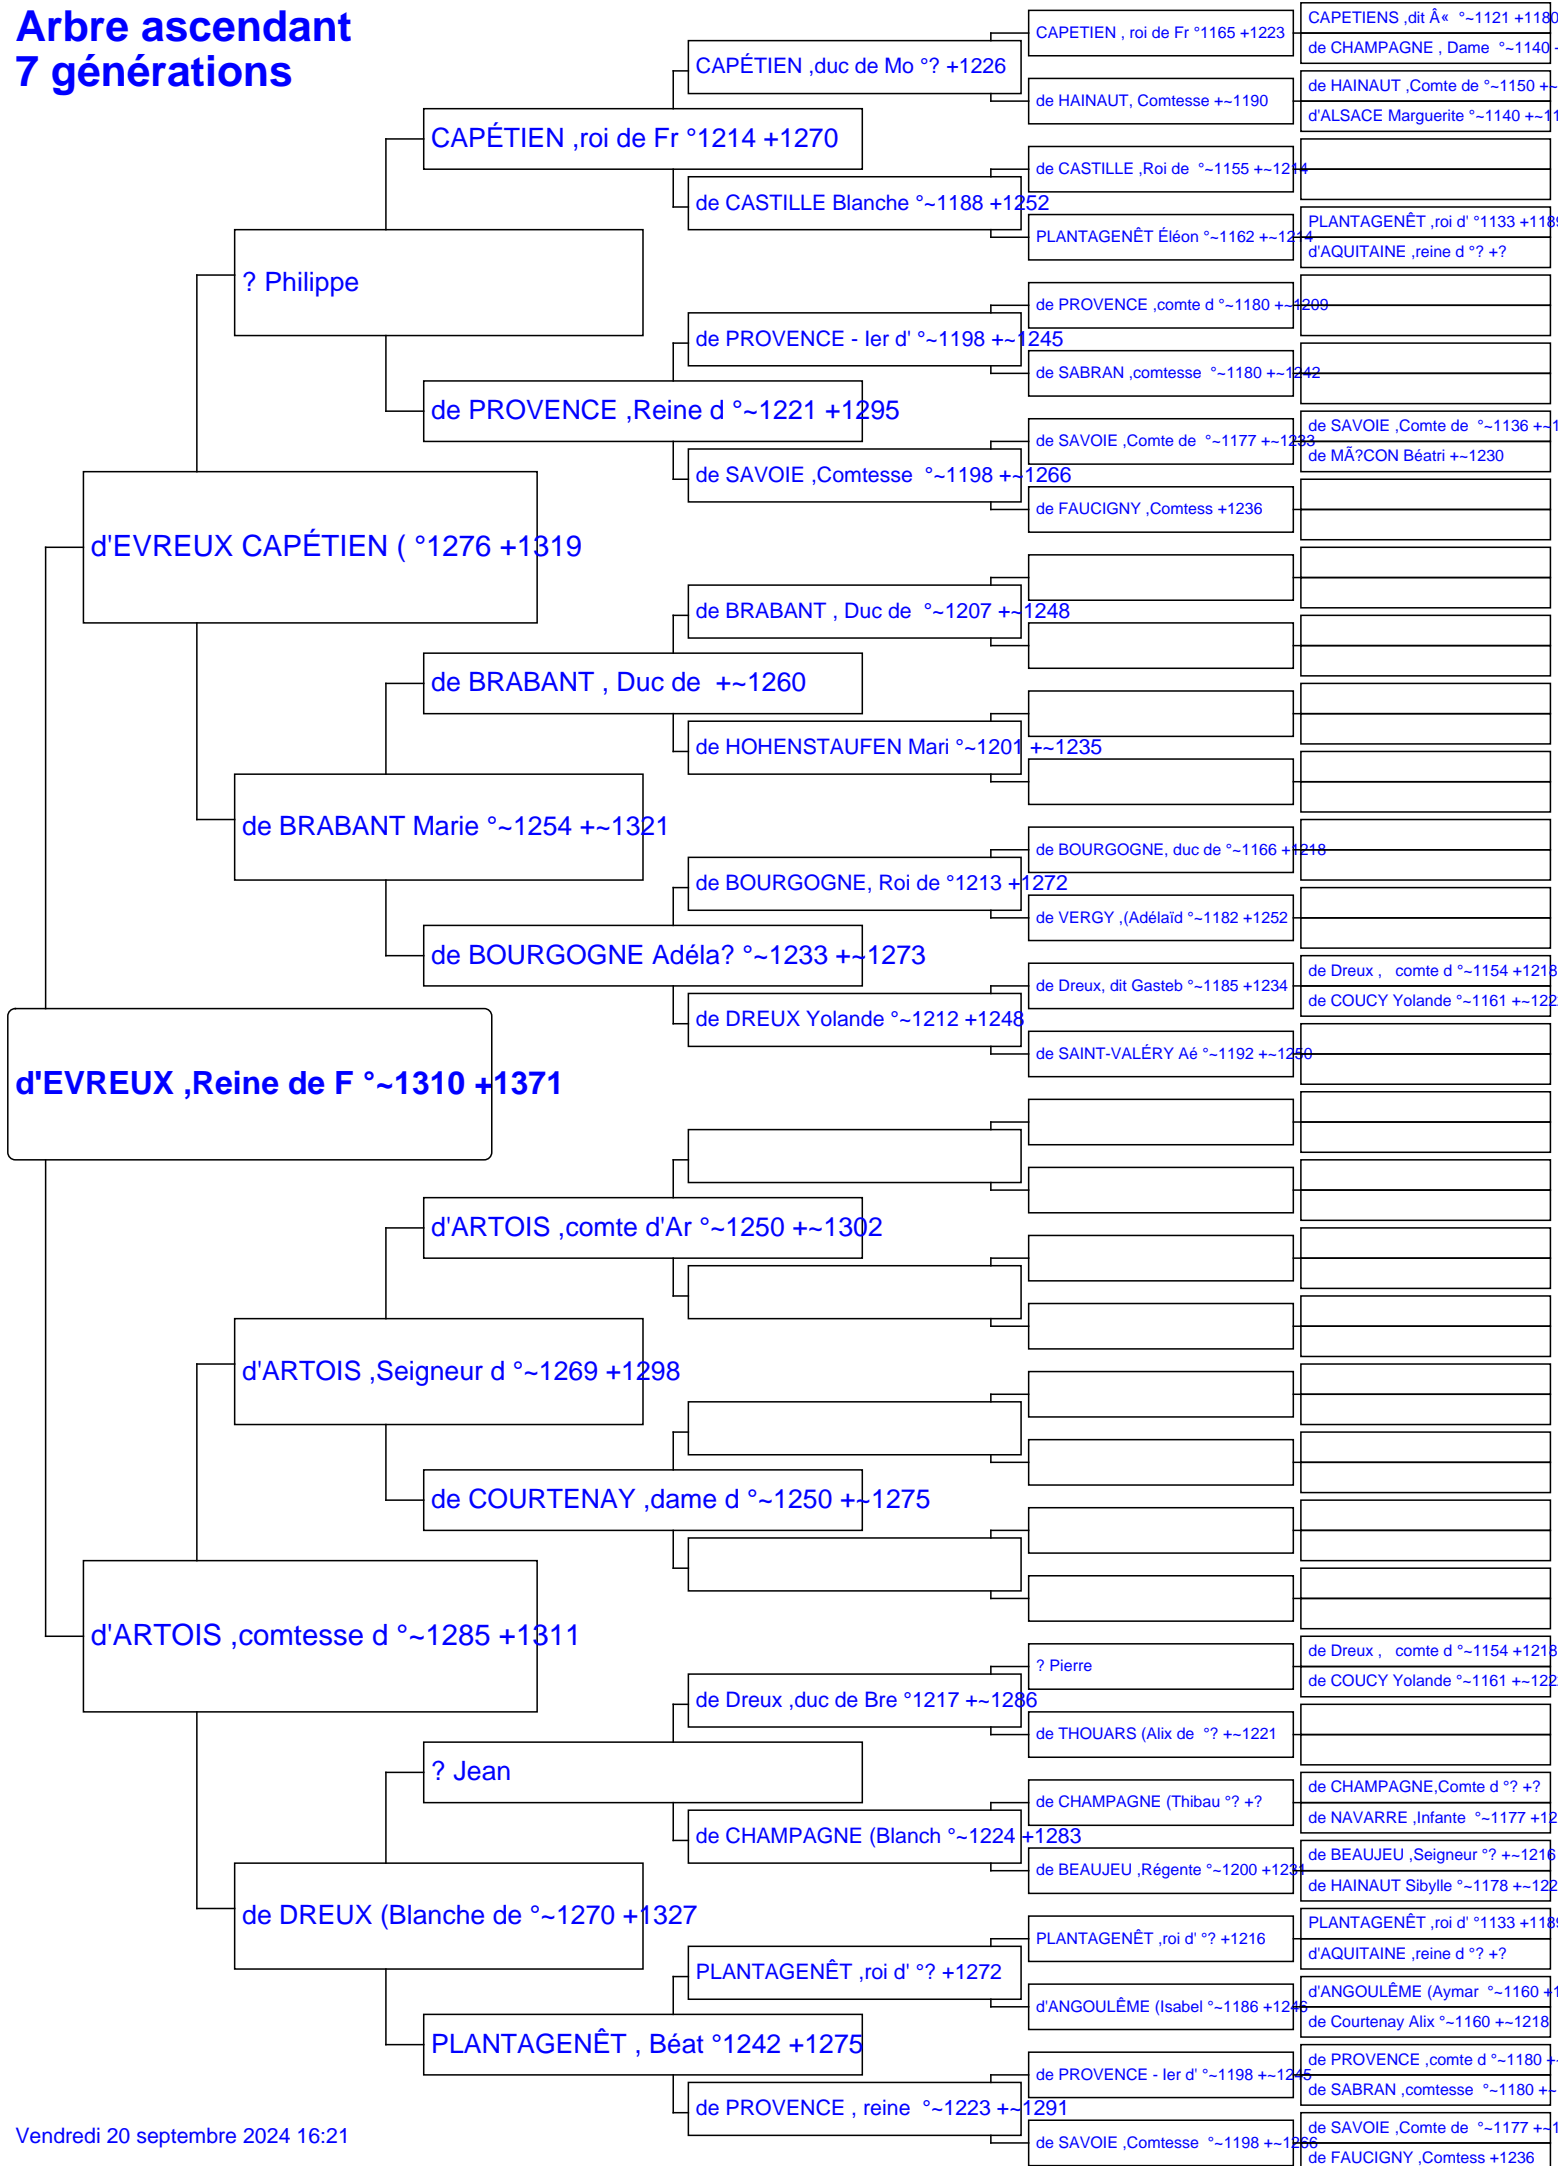 Arbre ascendant
7 générations
d'EVREUX ,Reine de F °~1310 +1371
d'EVREUX CAPÉTIEN ( °1276 +1319
d'ARTOIS ,comtesse d °~1285 +1311
? Philippe
de BRABANT Marie °~1254 +~1321
d'ARTOIS ,Seigneur d °~1269 +1298
de DREUX (Blanche de °~1270 +1327
CAPÉTIEN ,roi de Fr °1214 +1270
de PROVENCE ,Reine d °~1221 +1295
de BRABANT , Duc de  +~1260
de BOURGOGNE Adéla? °~1233 +~1273
d'ARTOIS ,comte d'Ar °~1250 +~1302
de COURTENAY ,dame d °~1250 +~1275
? Jean
PLANTAGENÊT , Béat °1242 +1275
CAPÉTIEN ,duc de Mo °? +1226
de CASTILLE Blanche °~1188 +1252
de PROVENCE - Ier d' °~1198 +~1245
de SAVOIE ,Comtesse  °~1198 +~1266
de BRABANT , Duc de  °~1207 +~1248
de HOHENSTAUFEN Mari °~1201 +~1235
de BOURGOGNE, Roi de °1213 +1272
de DREUX Yolande °~1212 +1248
de Dreux ,duc de Bre °1217 +~1286
de CHAMPAGNE (Blanch °~1224 +1283
PLANTAGENÊT ,roi d' °? +1272
de PROVENCE , reine  °~1223 +~1291
CAPETIEN , roi de Fr °1165 +1223
de HAINAUT, Comtesse +~1190
de CASTILLE ,Roi de  °~1155 +~1214
PLANTAGENÊT Éléon °~1162 +~1214
de PROVENCE ,comte d °~1180 +~1209
de SABRAN ,comtesse  °~1180 +~1242
de SAVOIE ,Comte de  °~1177 +~1233
de FAUCIGNY ,Comtess +1236
de BOURGOGNE, duc de °~1166 +1218
de VERGY ,(Adélaïd °~1182 +1252
de Dreux, dit Gasteb °~1185 +1234
de SAINT-VALÉRY Aé °~1192 +~1250
? Pierre
de THOUARS (Alix de  °? +~1221
de CHAMPAGNE (Thibau °? +?
de BEAUJEU ,Régente °~1200 +1231
PLANTAGENÊT ,roi d' °? +1216
d'ANGOULÊME (Isabel °~1186 +1246
de PROVENCE - Ier d' °~1198 +~1245
de SAVOIE ,Comtesse  °~1198 +~1266
CAPETIENS ,dit Â«  °~1121 +1180
de CHAMPAGNE , Dame  °~1140 +
de HAINAUT ,Comte de °~1150 +~
d'ALSACE Marguerite °~1140 +~11
PLANTAGENÊT ,roi d' °1133 +1189
d'AQUITAINE ,reine d °? +?
de SAVOIE ,Comte de  °~1136 +~1
de MÃ?CON Béatri +~1230
de Dreux ,   comte d °~1154 +1218
de COUCY Yolande °~1161 +~122
de Dreux ,   comte d °~1154 +1218
de COUCY Yolande °~1161 +~122
de CHAMPAGNE,Comte d °? +?
de NAVARRE ,Infante  °~1177 +12
de BEAUJEU ,Seigneur °? +~1216
de HAINAUT Sibylle °~1178 +~122
PLANTAGENÊT ,roi d' °1133 +1189
d'AQUITAINE ,reine d °? +?
d'ANGOULÊME (Aymar  °~1160 +1
de Courtenay Alix °~1160 +~1218
de PROVENCE ,comte d °~1180 +~
de SABRAN ,comtesse  °~1180 +~
de SAVOIE ,Comte de  °~1177 +~1
de FAUCIGNY ,Comtess +1236
Vendredi 20 septembre 2024 16:21